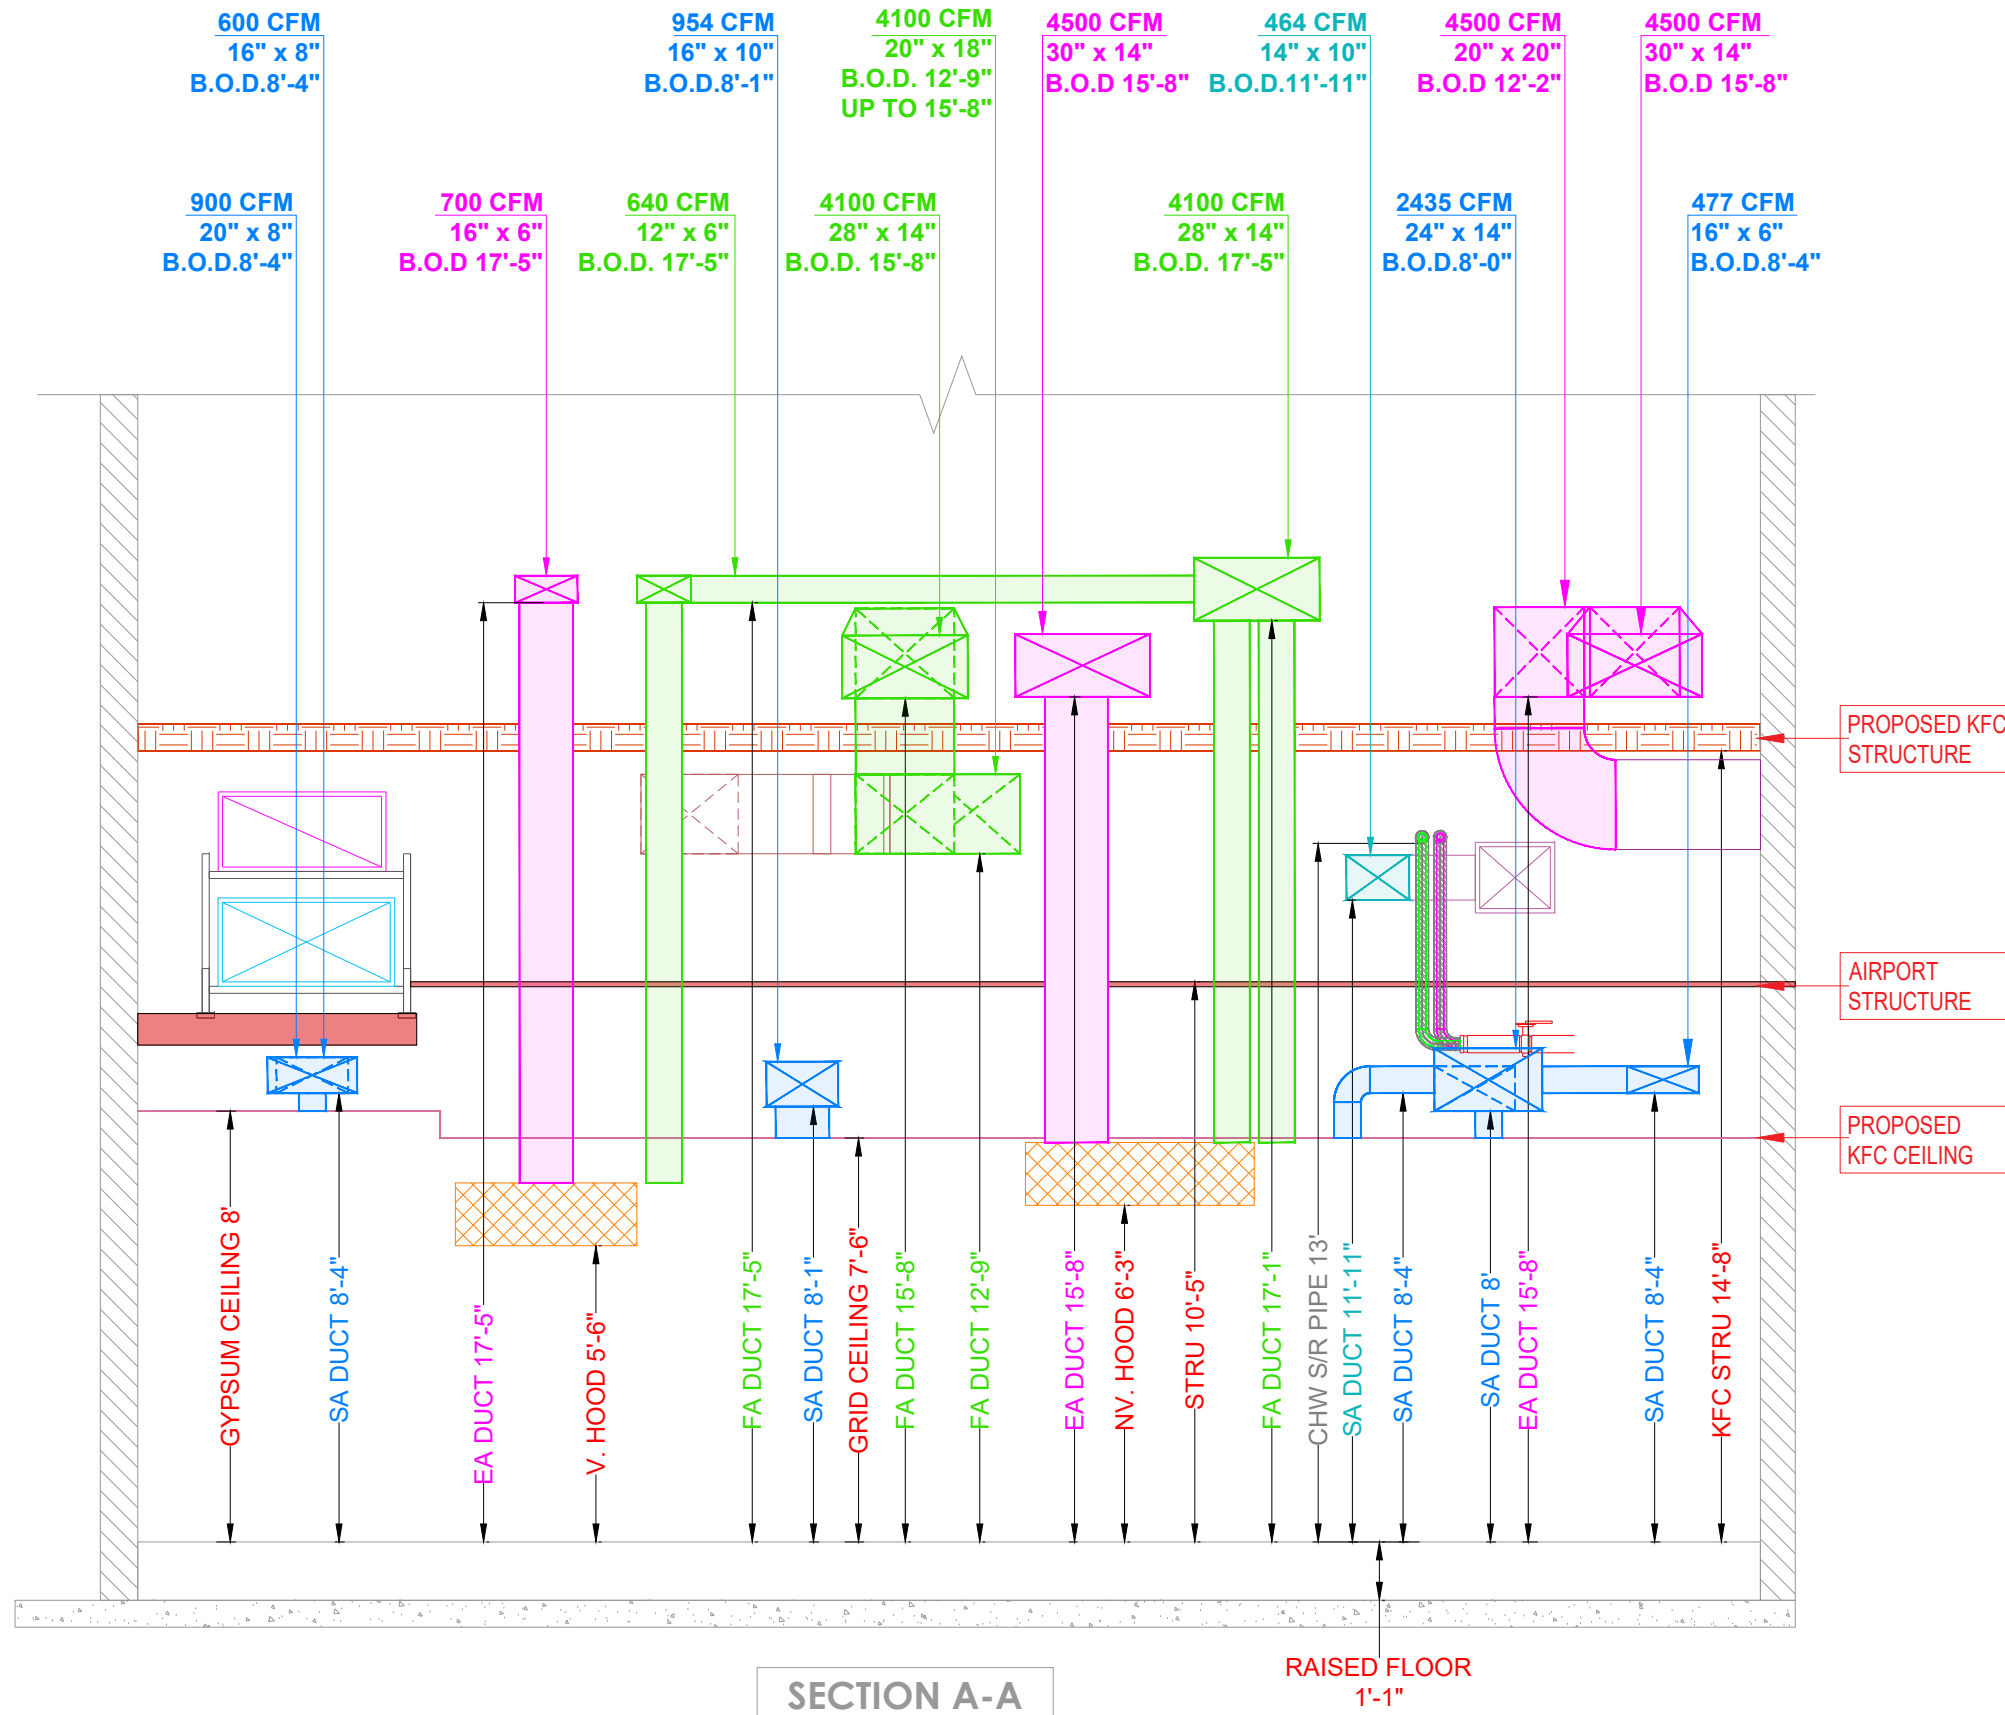 600 CFM
16" x 8"
B.O.D.8'-4"
954 CFM
16" x 10"
B.O.D.8'-1"
4100 CFM
20" x 18"
B.O.D. 12'-9"
UP TO 15'-8"
4500 CFM
30" x 14"
B.O.D 15'-8"
464 CFM
14" x 10"
B.O.D.11'-11"
4500 CFM
20" x 20"
B.O.D 12'-2"
4500 CFM
30" x 14"
B.O.D 15'-8"
900 CFM
20" x 8"
B.O.D.8'-4"
700 CFM
16" x 6"
B.O.D 17'-5"
640 CFM
12" x 6"
B.O.D. 17'-5"
4100 CFM
28" x 14"
B.O.D. 15'-8"
4100 CFM
28" x 14"
B.O.D. 17'-5"
2435 CFM
24" x 14"
B.O.D.8'-0"
477 CFM
16" x 6"
B.O.D.8'-4"
PROPOSED KFC
STRUCTURE
AIRPORT
STRUCTURE
PROPOSED
KFC CEILING
GYPSUM CEILING 8'
SA DUCT 8'-4"
EA DUCT 17'-5"
V. HOOD 5'-6"
FA DUCT 17'-5"
SA DUCT 8'-1"
GRID CEILING 7'-6"
FA DUCT 15'-8"
FA DUCT 12'-9"
EA DUCT 15'-8"
NV. HOOD 6'-3"
STRU 10'-5"
FA DUCT 17'-1"
CHW S/R PIPE 13'
SA DUCT 11'-11"
SA DUCT 8'-4"
SA DUCT 8'
EA DUCT 15'-8"
SA DUCT 8'-4"
KFC STRU 14'-8"
RAISED FLOOR
1'-1"
SECTION A-A